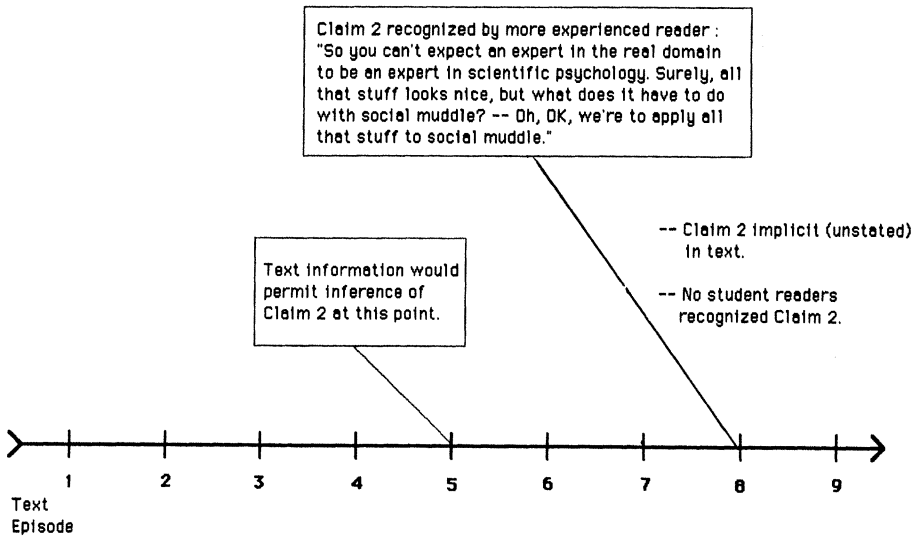 Claim 2 recognized by more experienced reader :
"So you can't expect an expert in the real domain
to be an expert in scientific psychology. Surely, all
that stuff looks nice, but what does it have to do
with social muddle? -- Oh, OK, we're to apply all
that stuff to social muddle."
-- Claim 2 implicit (unstated)
in text.
-- No student readers
recognized Claim 2.
Text information would
permit inference of
Claim 2 at this point.
1 2 3 4 5 6 7 8 9
Text
Episode